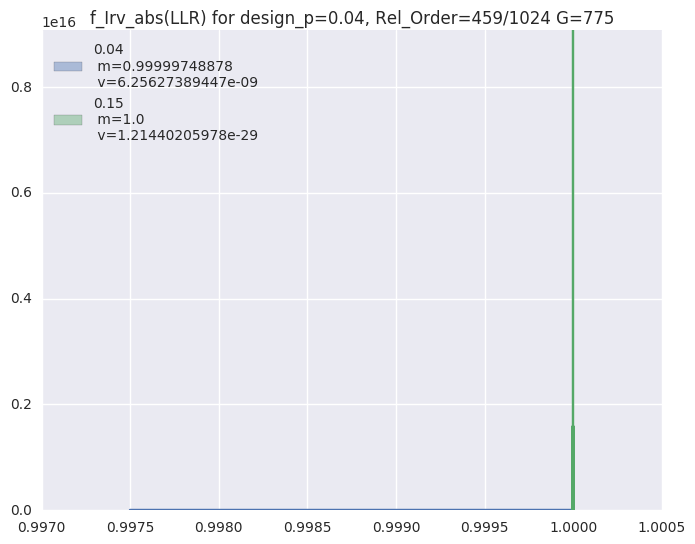 f_Irv_abs(LLR) for design_p=0.04, Rel_Order=459/1024 G=775
1e16
0.04
m=0.99999748878
v=6.25627389447e-09
0.15
m=1.0
v=1.21440205978e-29
0.8
0.6
0.4
0.2
0.0
0.9970 0.9975 0.9980 0.9985 0.9990 0.9995 1.0000 1.0005